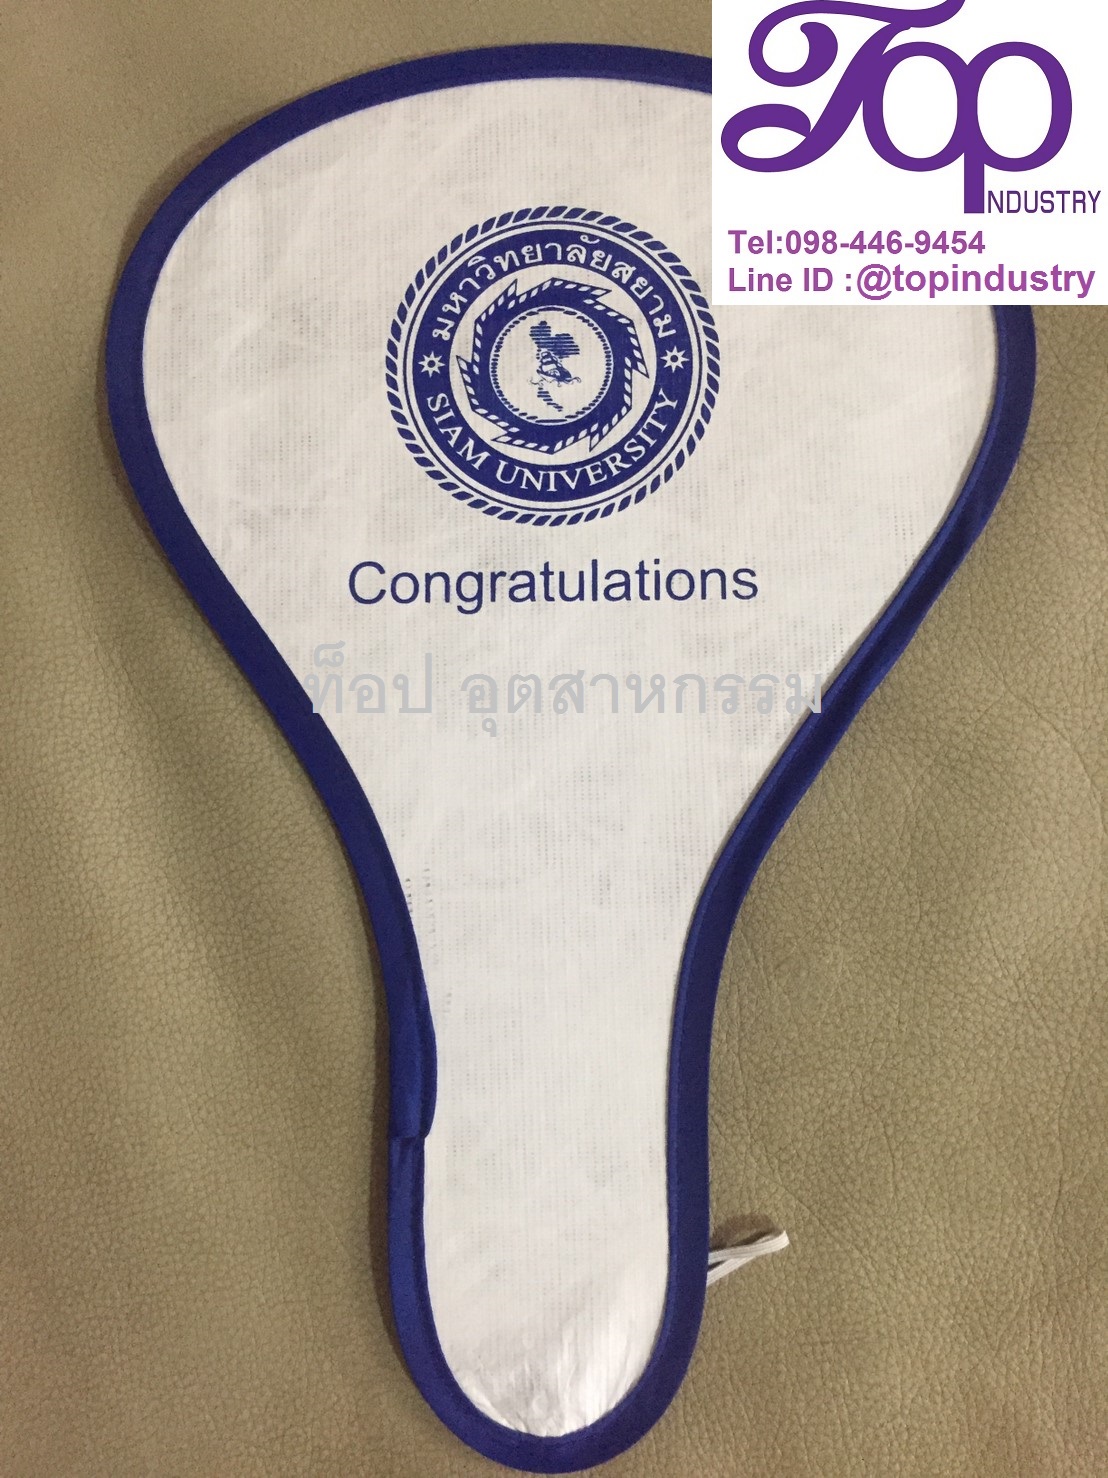 Top
INDUSTRY
Tel:098-446-9454
Line ID :@topindustry
มหาวิทยาลัยสยาม
SIAM UNIVERSITY
Congratulations
ท็อป อุตสาหกรรม